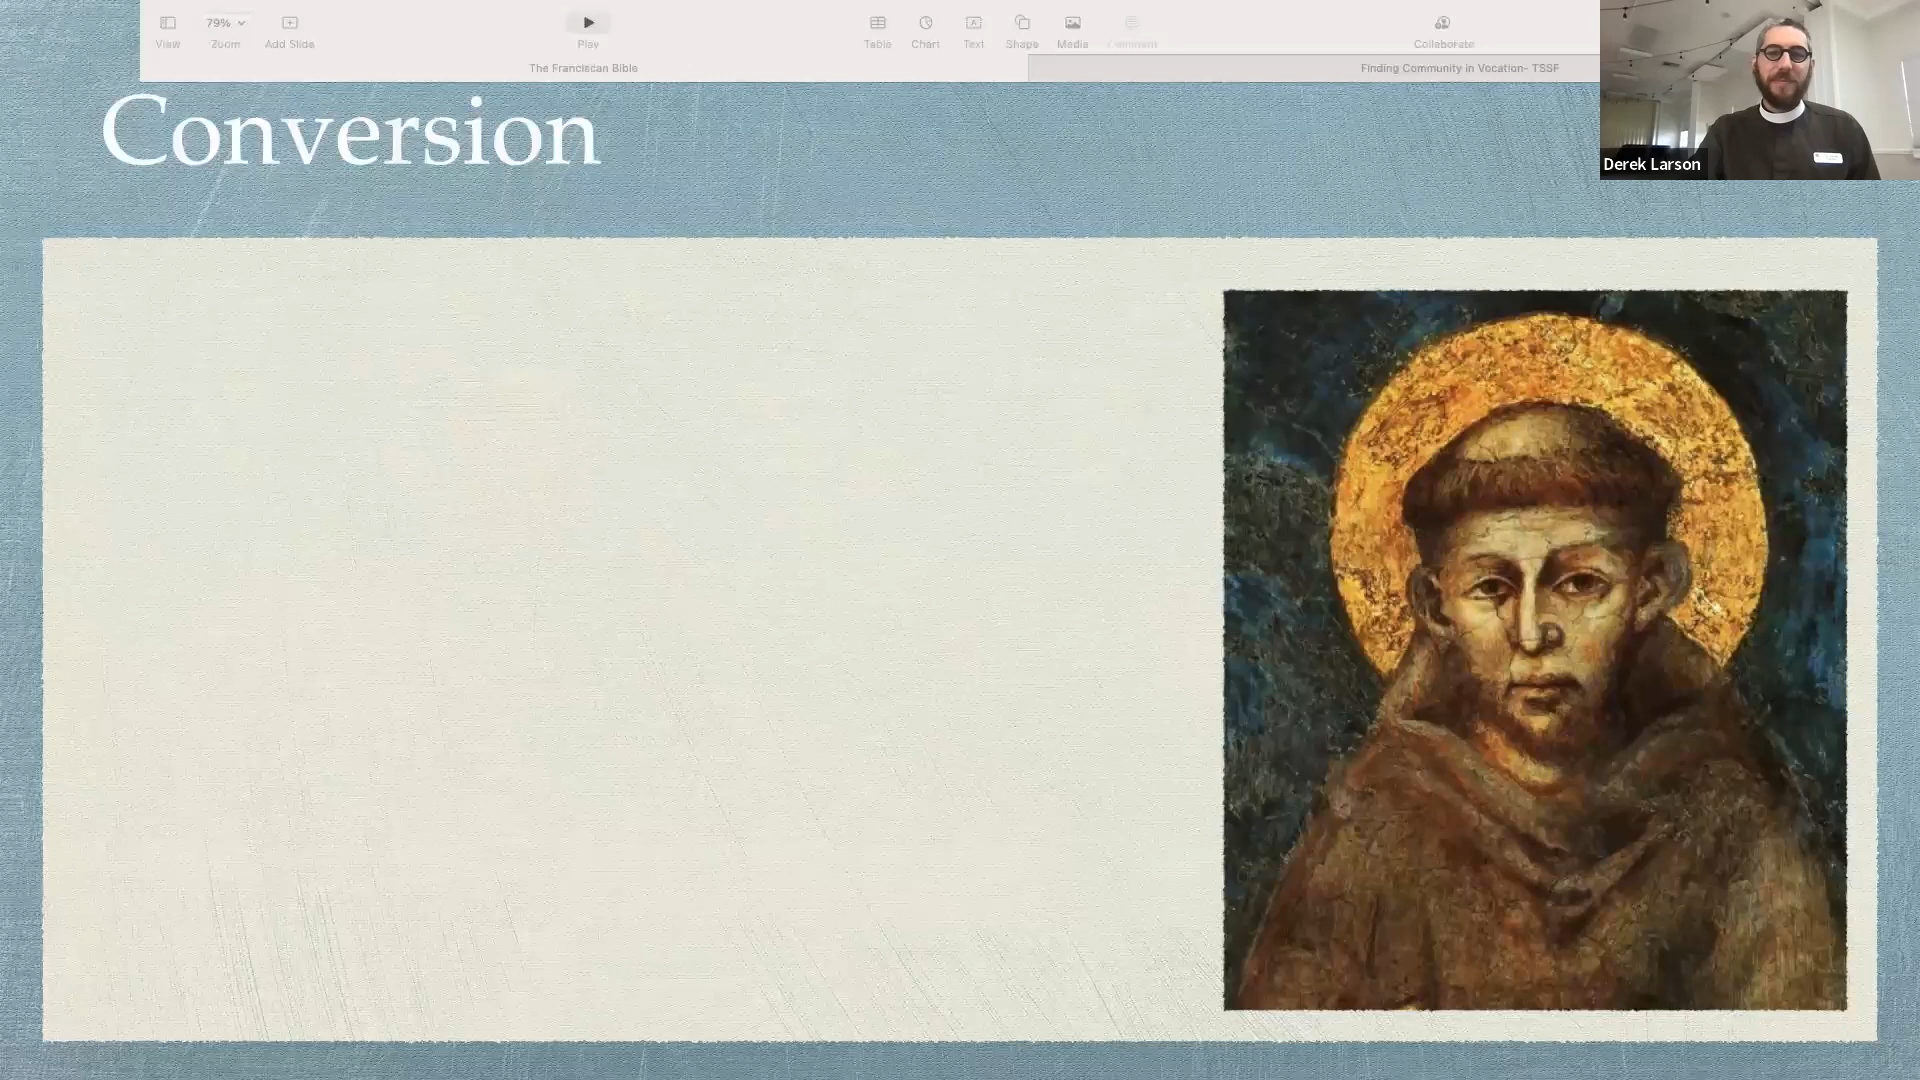 79%
View
Zoom
Add Slide
Play
Table
Chart
Text
Shape
Media
Comment
Collaborate
The Franciscan Bible
Finding Community in Vocation- TSSF
Conversion
Derek Larson